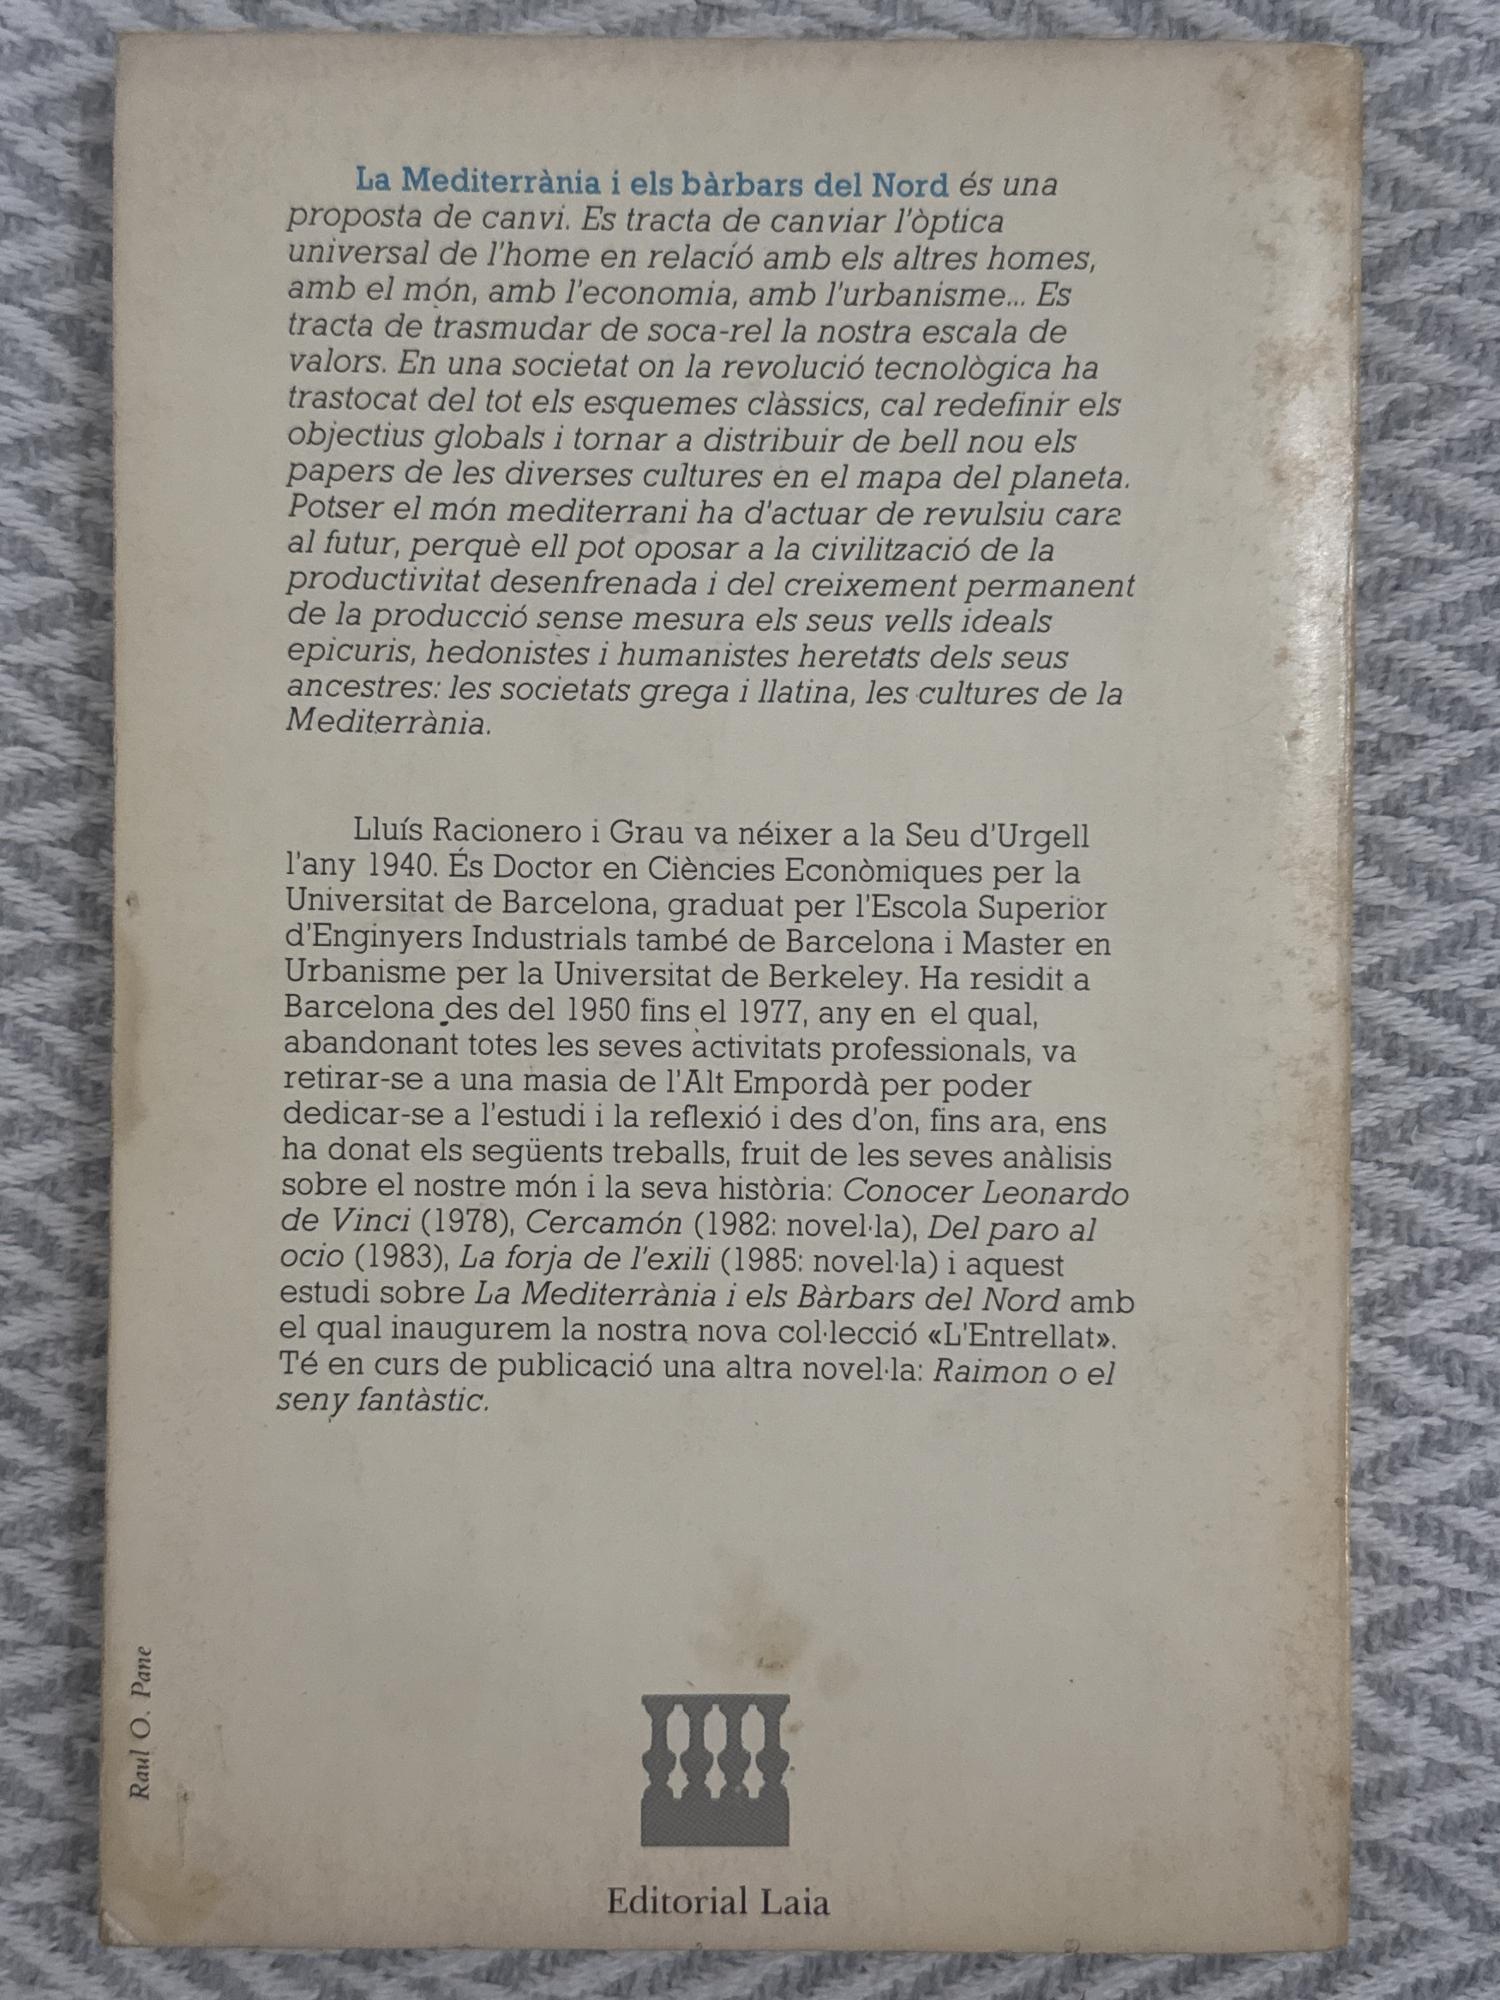 La Mediterrània i els bàrbars del Nord és una
proposta de canvi. Es tracta de canviar l'òptica
universal de l'home en relació amb els altres homes,
amb el món, amb l'economia, amb l'urbanisme... Es
tracta de trasmudar de soca-rel la nostra escala de
valors. En una societat on la revolució tecnològica ha
trastocat del tot els esquemes clàssics, cal redefinir els
objectius globals i tornar a distribuir de bell nou els
papers de les diverses cultures en el mapa del planeta.
Potser el món mediterrani ha d'actuar de revulsiu cara
al futur, perquè ell pot oposar a la civilització de la
productivitat desenfrenada i del creixement permanent
de la producció sense mesura els seus vells ideals
epicuris, hedonistes i humanistes heretats dels seus
ancestres: les societats grega i llatina, les cultures de la
Mediterrània.
Lluís Racionero i Grau va néixer a la Seu d'Urgell
l'any 1940. És Doctor en Ciències Econòmiques per la
Universitat de Barcelona, graduat per l'Escola Superior
d'Enginyers Industrials també de Barcelona i Master en
Urbanisme per la Universitat de Berkeley. Ha residit a
Barcelona des del 1950 fins el 1977, any en el qual,
abandonant totes les seves activitats professionals, va
retirar-se a una masia de l'Alt Empordà per poder
dedicar-se a l'estudi i la reflexió i des d'on, fins ara, ens
ha donat els següents treballs, fruit de les seves anàlisis
sobre el nostre món i la seva història: Conocer Leonardo
de Vinci (1978), Cercamón (1982: novel·la), Del paro al
ocio (1983), La forja de l'exili (1985: novel·la) i aquest
estudi sobre La Mediterrània i els Bàrbars del Nord amb
el qual inaugurem la nostra nova col·lecció «L'Entrellat».
Té en curs de publicació una altra novel·la: Raimon o el
seny fantàstic.
Raul O. Pane
Editorial Laia